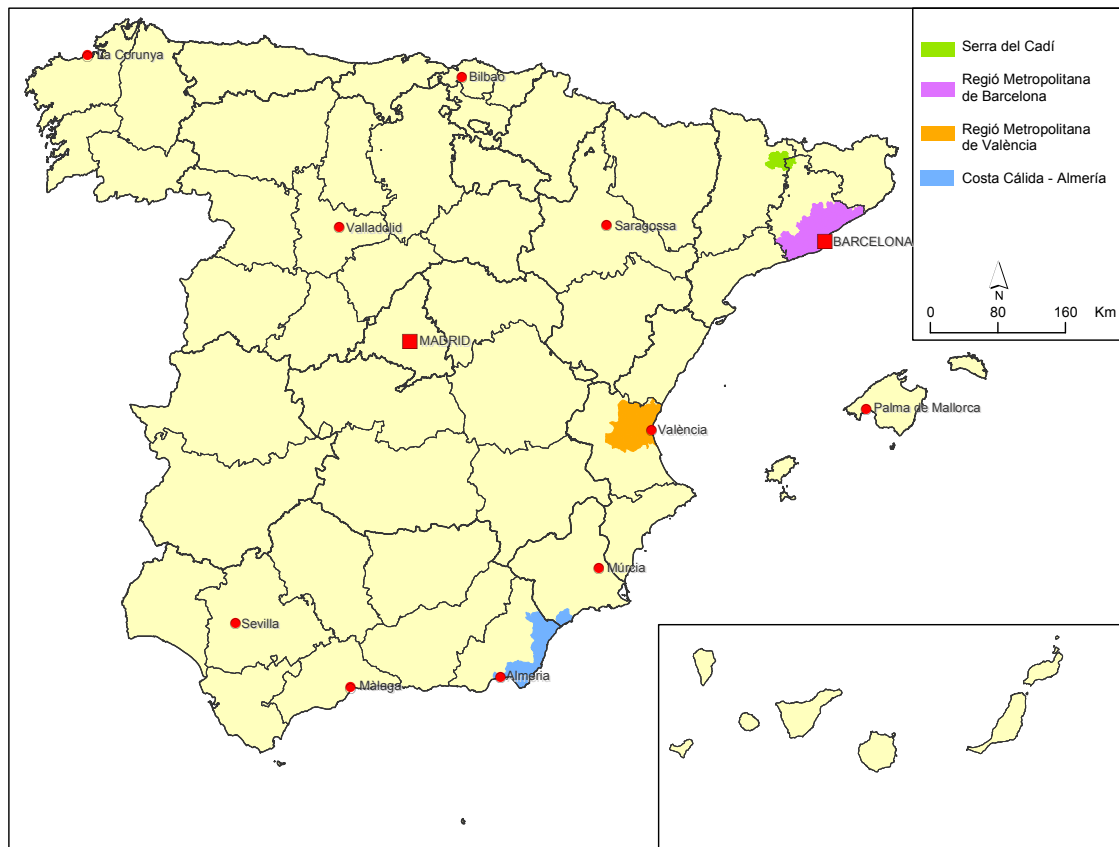 La Corunya
Bilbao
Valladolid
Saragossa
BARCELONA
MADRID
Palma de Mallorca
València
Múrcia
Sevilla
Almeria
Màlaga
Serra del Cadí
Regió Metropolitana
de Barcelona
Regió Metropolitana
de València
Costa Cálida - Almería
N
0 80 160 Km